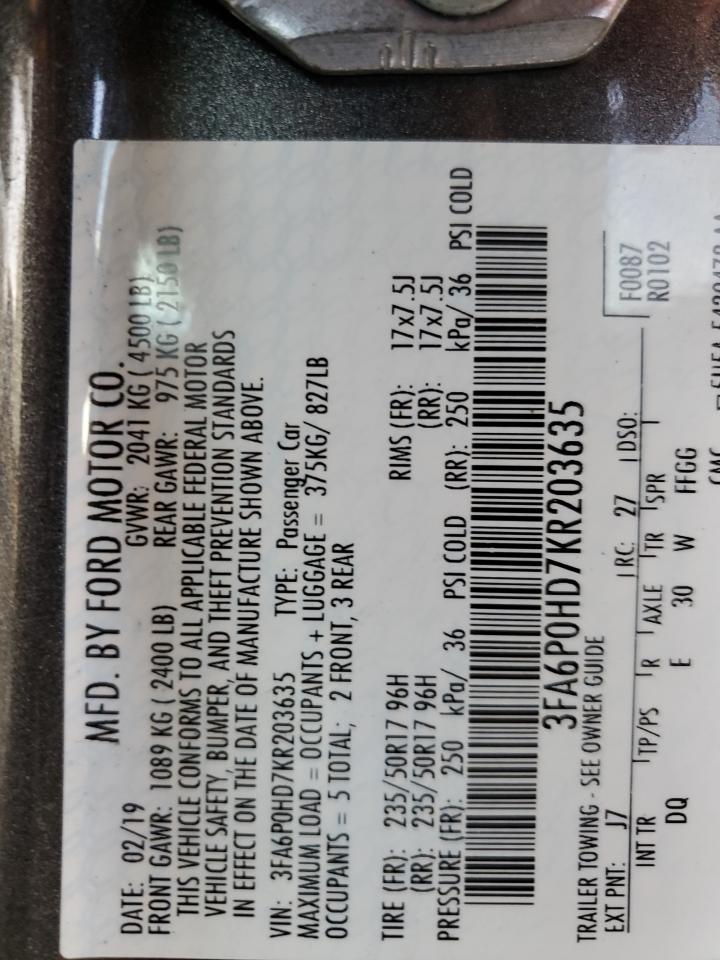 MFD. BY FORD MOTOR CO.
DATE: 02/19 GVWR: 2041 KG ( 4500 LB)
FRONT GAWR: 1089 KG ( 2400 LB) REAR GAWR: 975 KG ( 2150 LB)
THIS VEHICLE CONFORMS TO ALL APPLICABLE FEDERAL MOTOR
VEHICLE SAFETY, BUMPER, AND THEFT PREVENTION STANDARDS
IN EFFECT ON THE DATE OF MANUFACTURE SHOWN ABOVE.
VIN: 3FA6P0HD7KR203635 TYPE: Passenger Car
MAXIMUM LOAD = OCCUPANTS + LUGGAGE = 375KG/ 827LB
OCCUPANTS = 5 TOTAL; 2 FRONT, 3 REAR
TIRE (FR): 235/50R17 96H RIMS (FR): 17x7.5J
(RR): 235/50R17 96H (RR): 17x7.5J
PRESSURE (FR): 250 kPa/ 36 PSI COLD (RR): 250 kPa/ 36 PSI COLD
3FA6P0HD7KR203635
TRAILER TOWING - SEE OWNER GUIDE
F0087
EXT PNT: J7 RC: 27 DSO: R0102
INT TR TP/PS R AXLE TR SPR
DQ E 30 W FFGG